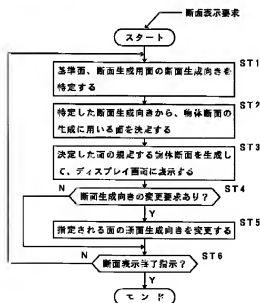 断面表示要求
スタート
ST1
基準面、断面生成用面の断面生成向きを
特定する
ST2
特定した断面生成向きから、物体断面の
生成に用いる面を決定する
ST3
決定した面の規定する物体断面を生成し
て、ディスプレイ画面に表示する
ST4
N
断面生成向きの変更要求あり?
Y
ST5
指定される面の断面生成向きを変更する
ST6
N
断面表示終了指示?
Y
エンド